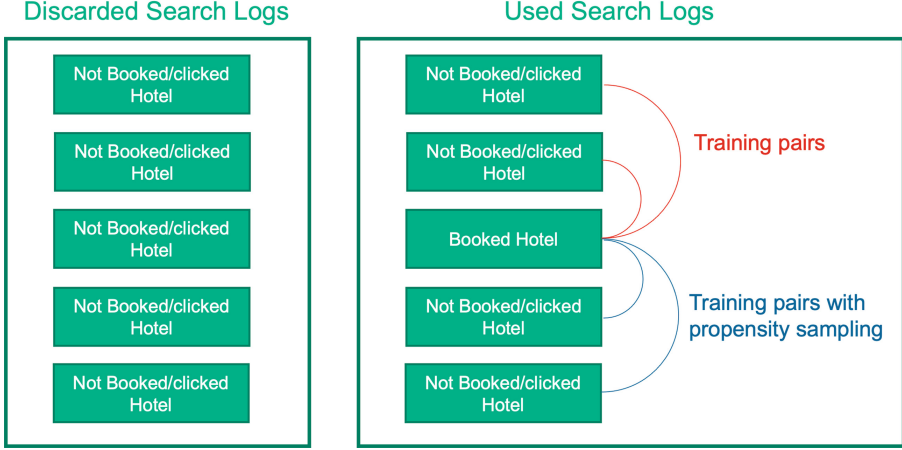 Discarded Search Logs
Not Booked/clicked
Hotel
Not Booked/clicked
Hotel
Not Booked/clicked
Hotel
Not Booked/clicked
Hotel
Not Booked/clicked
Hotel
Used Search Logs
Not Booked/clicked
Hotel
Not Booked/clicked
Hotel
Booked Hotel
Not Booked/clicked
Hotel
Not Booked/clicked
Hotel
Training pairs
Training pairs with
propensity sampling